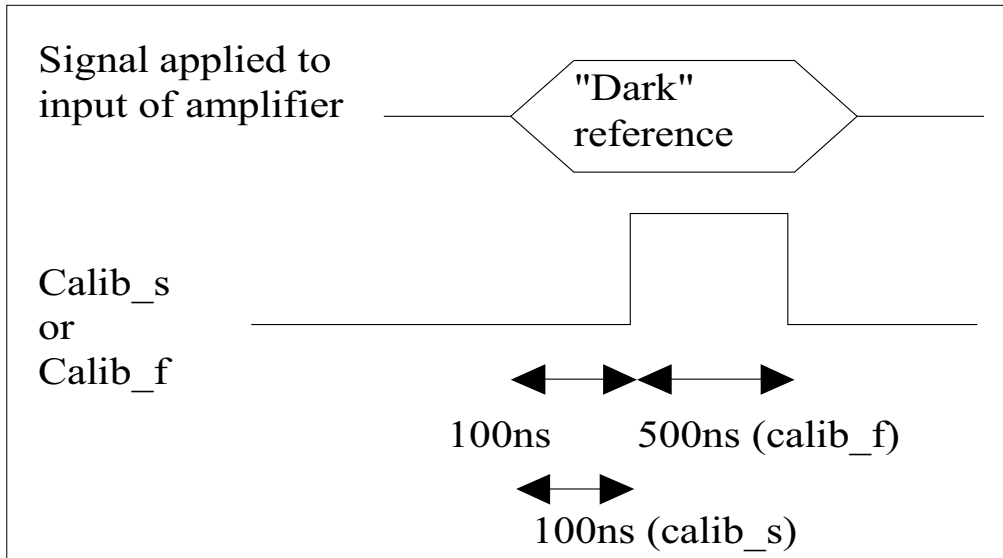 Signal applied to
input of amplifier
"Dark"
reference
Calib_s
or
Calib_f
100ns
500ns (calib_f)
100ns (calib_s)